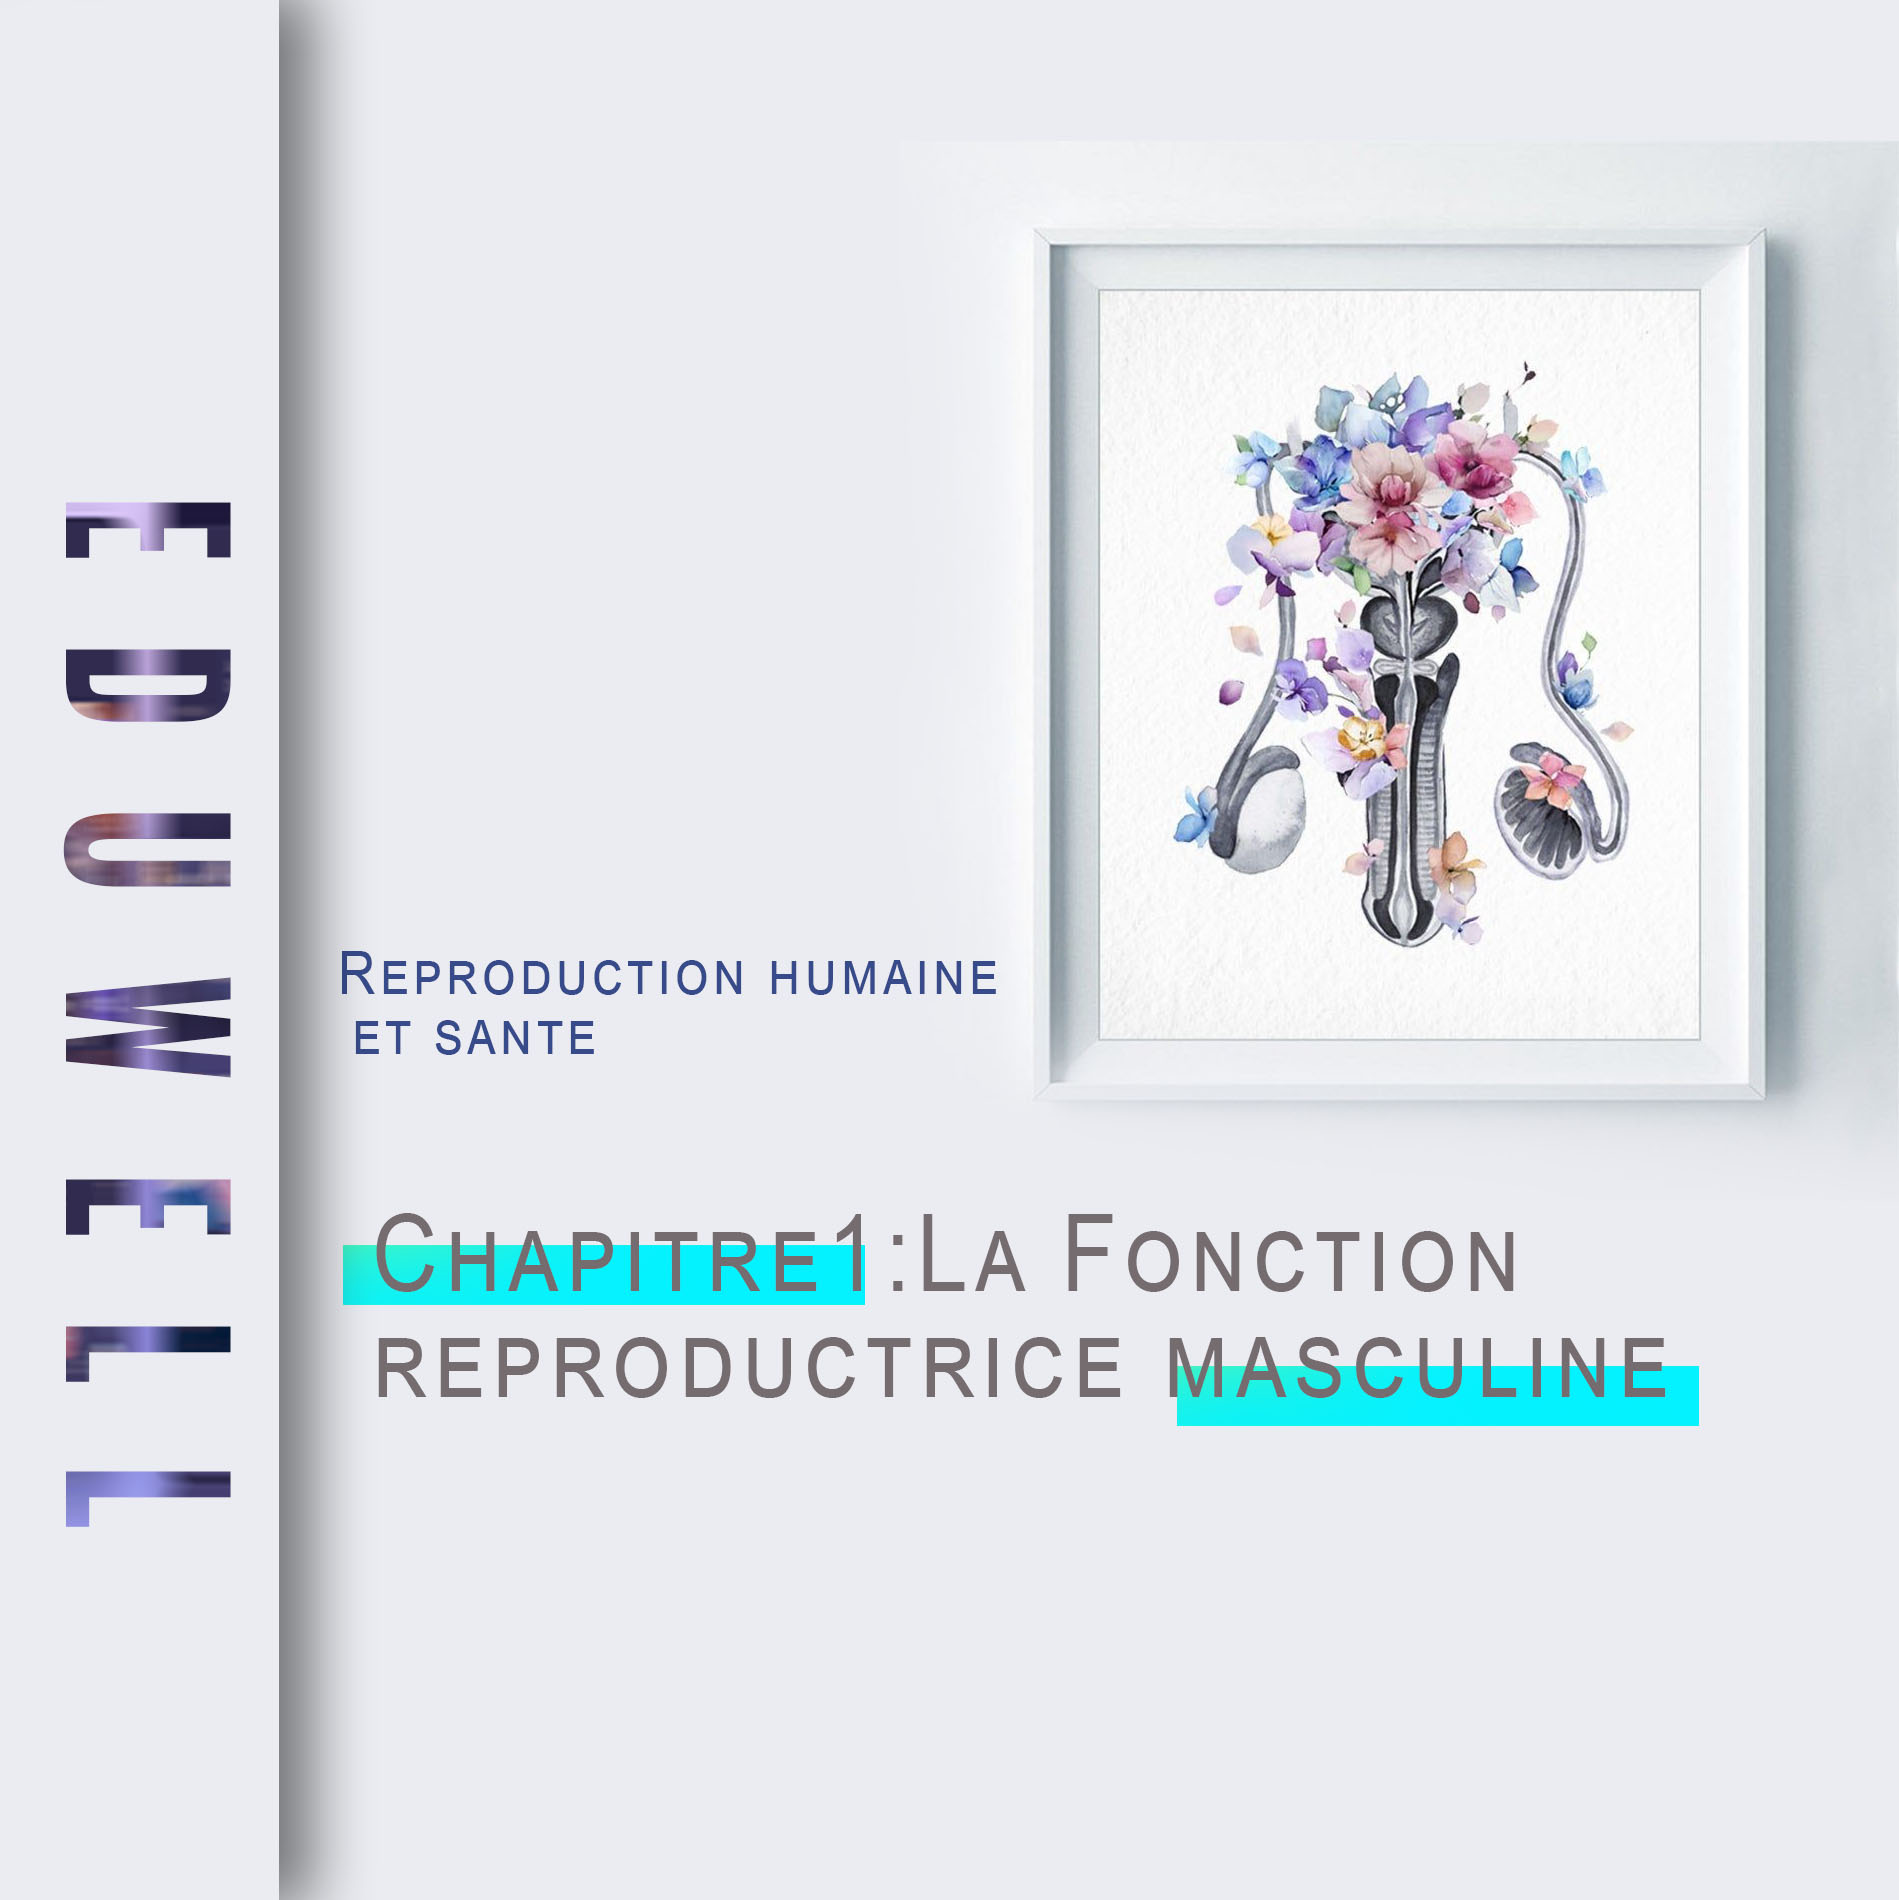 EDUWELL
Reproduction humaine
et sante
Chapitre1:La Fonction
reproductrice masculine